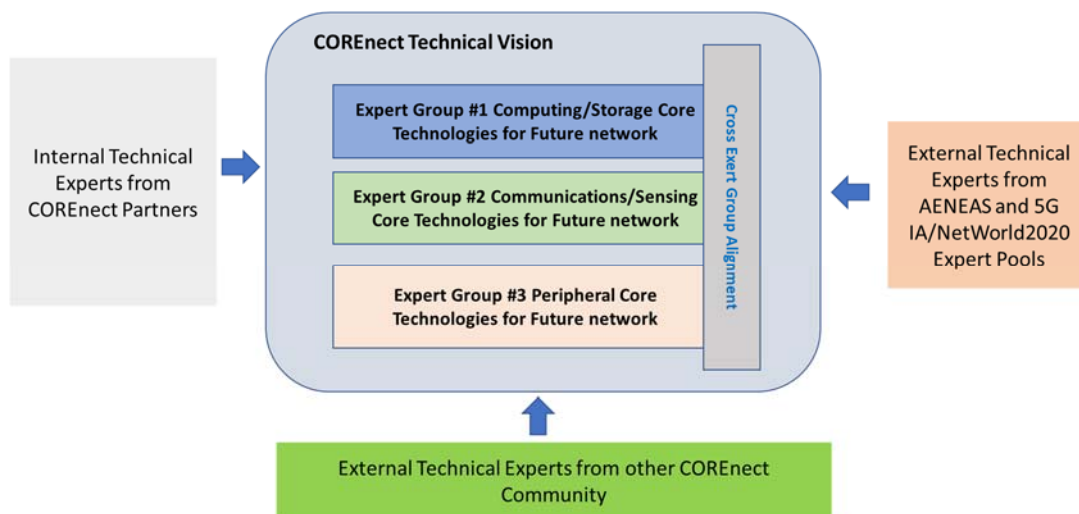 COREnect Technical Vision
Internal Technical
Experts from
COREnect Partners
Expert Group #1 Computing/Storage Core
Technologies for Future network
Expert Group #2 Communications/Sensing
Core Technologies for Future network
Expert Group #3 Peripheral Core
Technologies for Future network
Cross Exert Group Alignment
External Technical
Experts from
AENEAS and 5G
IA/NetWorld2020
Expert Pools
External Technical Experts from other COREnect
Community